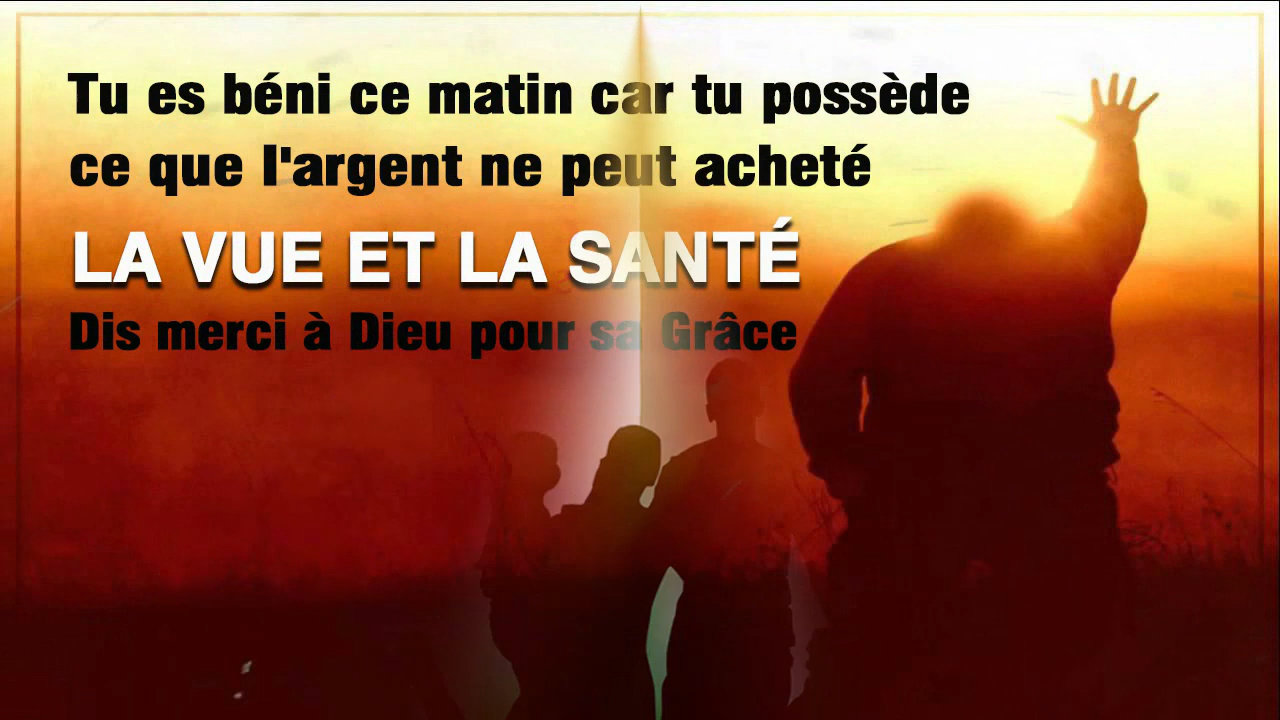 Tu es béni ce matin car tu possède
ce que l'argent ne peut acheté
LA VUE ET LA SANTÉ
Dis merci à Dieu pour sa Grâce